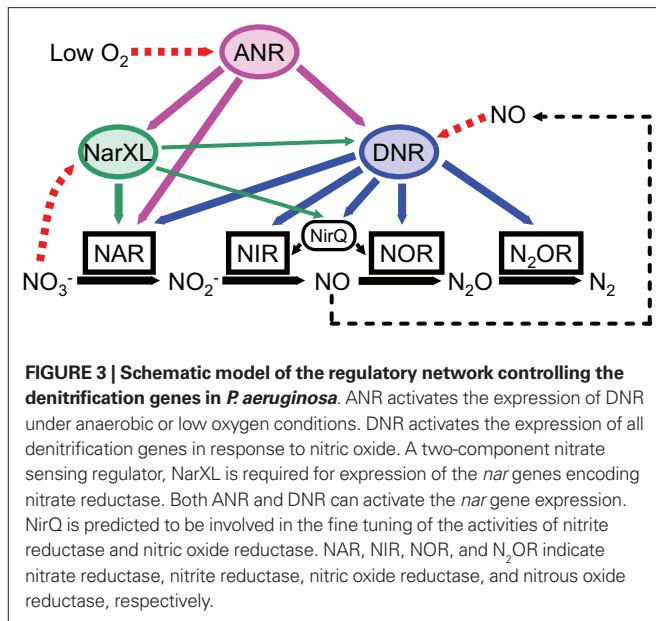 Low O₂ ANR
NarXL DNR NO
NirQ
NAR NIR NOR N₂OR
NO₃⁻ NO₂⁻ NO N₂O N₂
FIGURE 3 | Schematic model of the regulatory network controlling the
denitrification genes in P. aeruginosa. ANR activates the expression of DNR
under anaerobic or low oxygen conditions. DNR activates the expression of all
denitrification genes in response to nitric oxide. A two-component nitrate
sensing regulator, NarXL is required for expression of the nar genes encoding
nitrate reductase. Both ANR and DNR can activate the nar gene expression.
NirQ is predicted to be involved in the fine tuning of the activities of nitrite
reductase and nitric oxide reductase. NAR, NIR, NOR, and N₂OR indicate
nitrate reductase, nitrite reductase, nitric oxide reductase, and nitrous oxide
reductase, respectively.